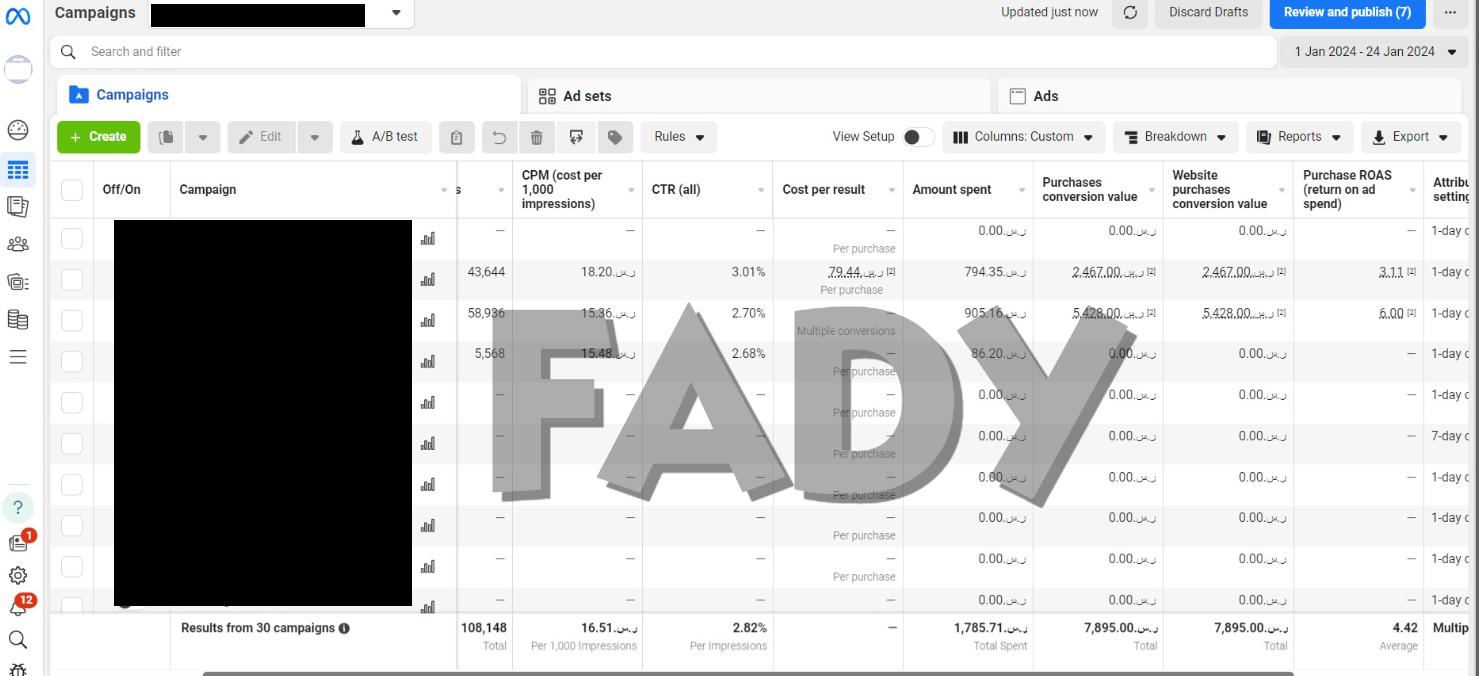 Campaigns
Updated just now
Discard Drafts
Review and publish (7)
Search and filter
1 Jan 2024 - 24 Jan 2024
Campaigns
Ad sets
Ads
+ Create
Edit
A/B test
Rules
View Setup
Columns: Custom
Breakdown
Reports
Export
Off/On
Campaign
s
CPM (cost per 1,000 impressions)
CTR (all)
Cost per result
Amount spent
Purchases conversion value
Website purchases conversion value
Purchase ROAS (return on ad spend)
Attribu setting
— — — — ر.س.‏0.00 ر.س.‏0.00 ر.س.‏0.00 — 1-day c
Per purchase
43,644 ر.س.‏18.20 3.01% ر.س.‏79.44 [2] ر.س.‏794.35 ر.س.‏2,467.00 [2] ر.س.‏2,467.00 [2] 3.11 [2] 1-day c
Per purchase
58,936 ر.س.‏15.36 2.70% — ر.س.‏905.16 ر.س.‏5,428.00 [2] ر.س.‏5,428.00 [2] 6.00 [2] 1-day c
Multiple conversions
5,568 ر.س.‏15.48 2.68% — ر.س.‏86.20 ر.س.‏0.00 ر.س.‏0.00 — 1-day c
Per purchase
— — — — ر.س.‏0.00 ر.س.‏0.00 ر.س.‏0.00 — 1-day c
Per purchase
— — — — ر.س.‏0.00 ر.س.‏0.00 ر.س.‏0.00 — 7-day c
Per purchase
— — — — ر.س.‏0.00 ر.س.‏0.00 ر.س.‏0.00 — 1-day c
Per purchase
— — — — ر.س.‏0.00 ر.س.‏0.00 ر.س.‏0.00 — 1-day c
Per purchase
— — — — ر.س.‏0.00 ر.س.‏0.00 ر.س.‏0.00 — 1-day c
Per purchase
— — — — ر.س.‏0.00 ر.س.‏0.00 ر.س.‏0.00 — 1-day c
FADY
?
1
12
Results from 30 campaigns
108,148 ر.س.‏16.51 2.82% — ر.س.‏1,785.71 ر.س.‏7,895.00 ر.س.‏7,895.00 4.42 Multip
Total Per 1,000 Impressions Per Impressions Total Spent Total Total Average